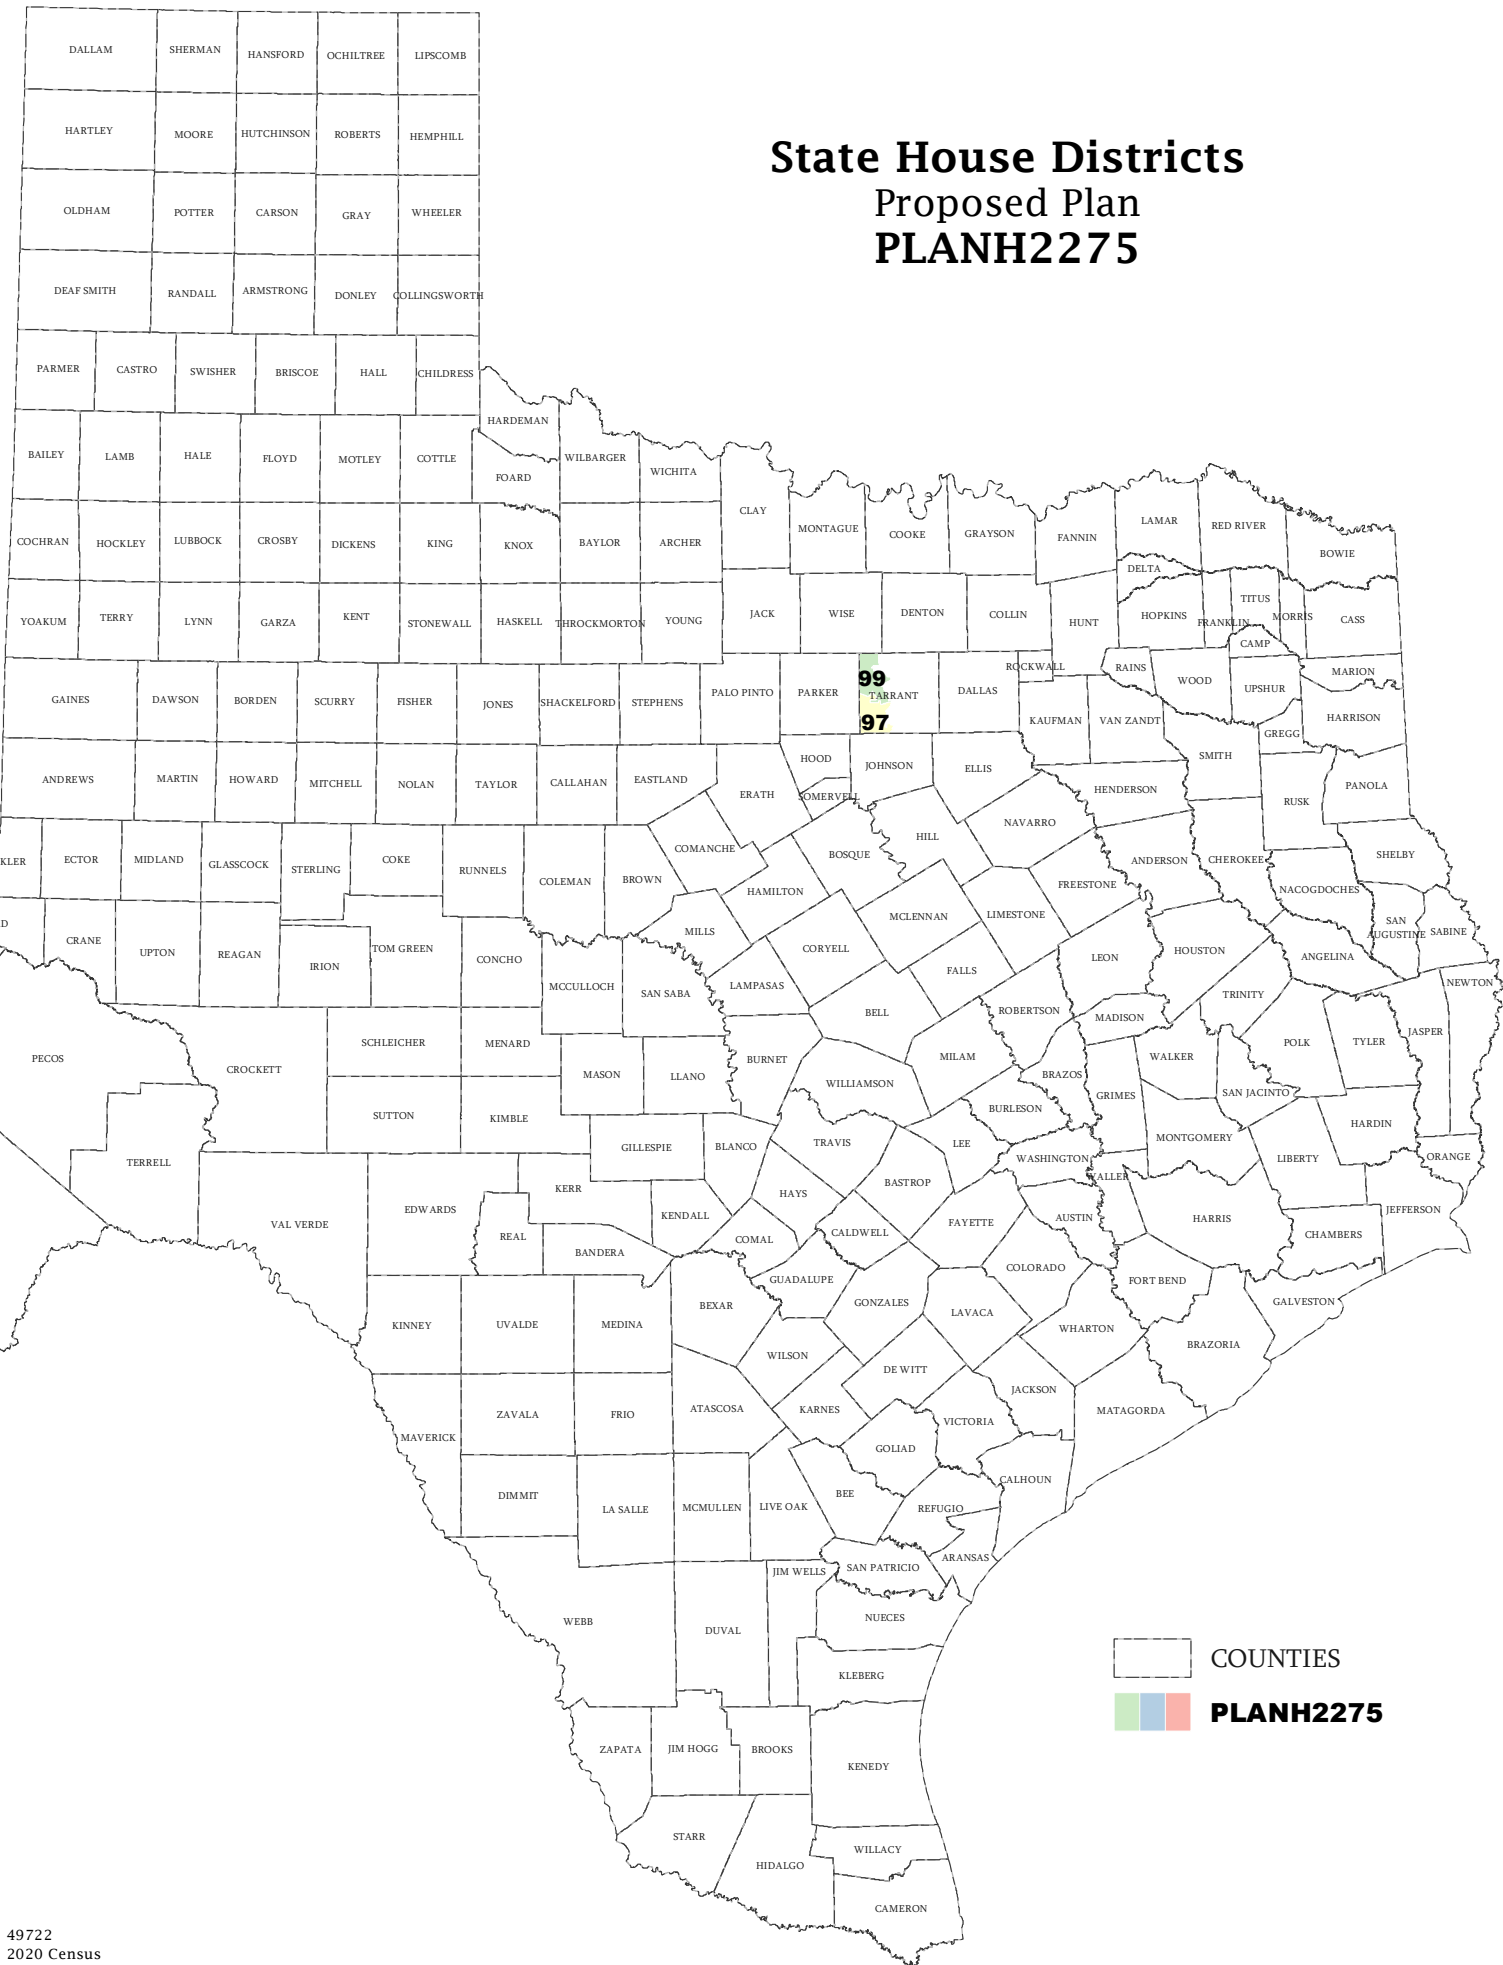 State House Districts
Proposed Plan
PLANH2275
DALLAM
SHERMAN
HANSFORD
OCHILTREE
LIPSCOMB
HARTLEY
MOORE
HUTCHINSON
ROBERTS
HEMPHILL
OLDHAM
POTTER
CARSON
GRAY
WHEELER
DEAF SMITH
RANDALL
ARMSTRONG
DONLEY
COLLINGSWORTH
PARMER
CASTRO
SWISHER
BRISCOE
HALL
CHILDRESS
HARDEMAN
BAILEY
LAMB
HALE
FLOYD
MOTLEY
COTTLE
FOARD
WILBARGER
WICHITA
CLAY
MONTAGUE
COOKE
GRAYSON
FANNIN
LAMAR
RED RIVER
BOWIE
DELTA
COCHRAN
HOCKLEY
LUBBOCK
CROSBY
DICKENS
KING
KNOX
BAYLOR
ARCHER
YOAKUM
TERRY
LYNN
GARZA
KENT
STONEWALL
HASKELL
THROCKMORTON
YOUNG
JACK
WISE
DENTON
COLLIN
HUNT
HOPKINS
FRANKLIN
TITUS
MORRIS
CASS
CAMP
ROCKWALL
RAINS
WOOD
UPSHUR
MARION
GAINES
DAWSON
BORDEN
SCURRY
FISHER
JONES
SHACKELFORD
STEPHENS
PALO PINTO
PARKER
99
TARRANT
97
DALLAS
KAUFMAN
VAN ZANDT
GREGG
HARRISON
SMITH
ANDREWS
MARTIN
HOWARD
MITCHELL
NOLAN
TAYLOR
CALLAHAN
EASTLAND
ERATH
HOOD
SOMERVELL
JOHNSON
ELLIS
HENDERSON
RUSK
PANOLA
KLER
ECTOR
MIDLAND
GLASSCOCK
STERLING
COKE
RUNNELS
COLEMAN
BROWN
COMANCHE
HAMILTON
BOSQUE
HILL
NAVARRO
ANDERSON
CHEROKEE
SHELBY
NACOGDOCHES
FREESTONE
D
CRANE
UPTON
REAGAN
IRION
TOM GREEN
CONCHO
MCCULLOCH
SAN SABA
MILLS
LAMPASAS
CORYELL
MCLENNAN
LIMESTONE
FALLS
LEON
HOUSTON
ANGELINA
SAN
AUGUSTINE
SABINE
NEWTON
BELL
ROBERTSON
MADISON
TRINITY
POLK
TYLER
JASPER
PECOS
CROCKETT
SCHLEICHER
MENARD
MASON
LLANO
BURNET
WILLIAMSON
MILAM
BRAZOS
WALKER
SAN JACINTO
GRIMES
HARDIN
SUTTON
KIMBLE
GILLESPIE
BLANCO
TRAVIS
LEE
BURLESON
WASHINGTON
MONTGOMERY
LIBERTY
ORANGE
TERRELL
VAL VERDE
EDWARDS
REAL
KERR
KENDALL
BANDERA
HAYS
COMAL
BASTROP
CALDWELL
FAYETTE
AUSTIN
WALLER
HARRIS
CHAMBERS
JEFFERSON
COLORADO
FORT BEND
GALVESTON
GUADALUPE
GONZALES
LAVACA
WHARTON
BRAZORIA
KINNEY
UVALDE
MEDINA
BEXAR
WILSON
DE WITT
JACKSON
MATAGORDA
MAVERICK
ZAVALA
FRIO
ATASCOSA
KARNES
GOLIAD
VICTORIA
CALHOUN
DIMMIT
LA SALLE
MCMULLEN
LIVE OAK
BEE
REFUGIO
ARANSAS
SAN PATRICIO
JIM WELLS
NUECES
WEBB
DUVAL
KLEBERG
ZAPATA
JIM HOGG
BROOKS
KENEDY
STARR
HIDALGO
WILLACY
CAMERON
COUNTIES
PLANH2275
49722
2020 Census